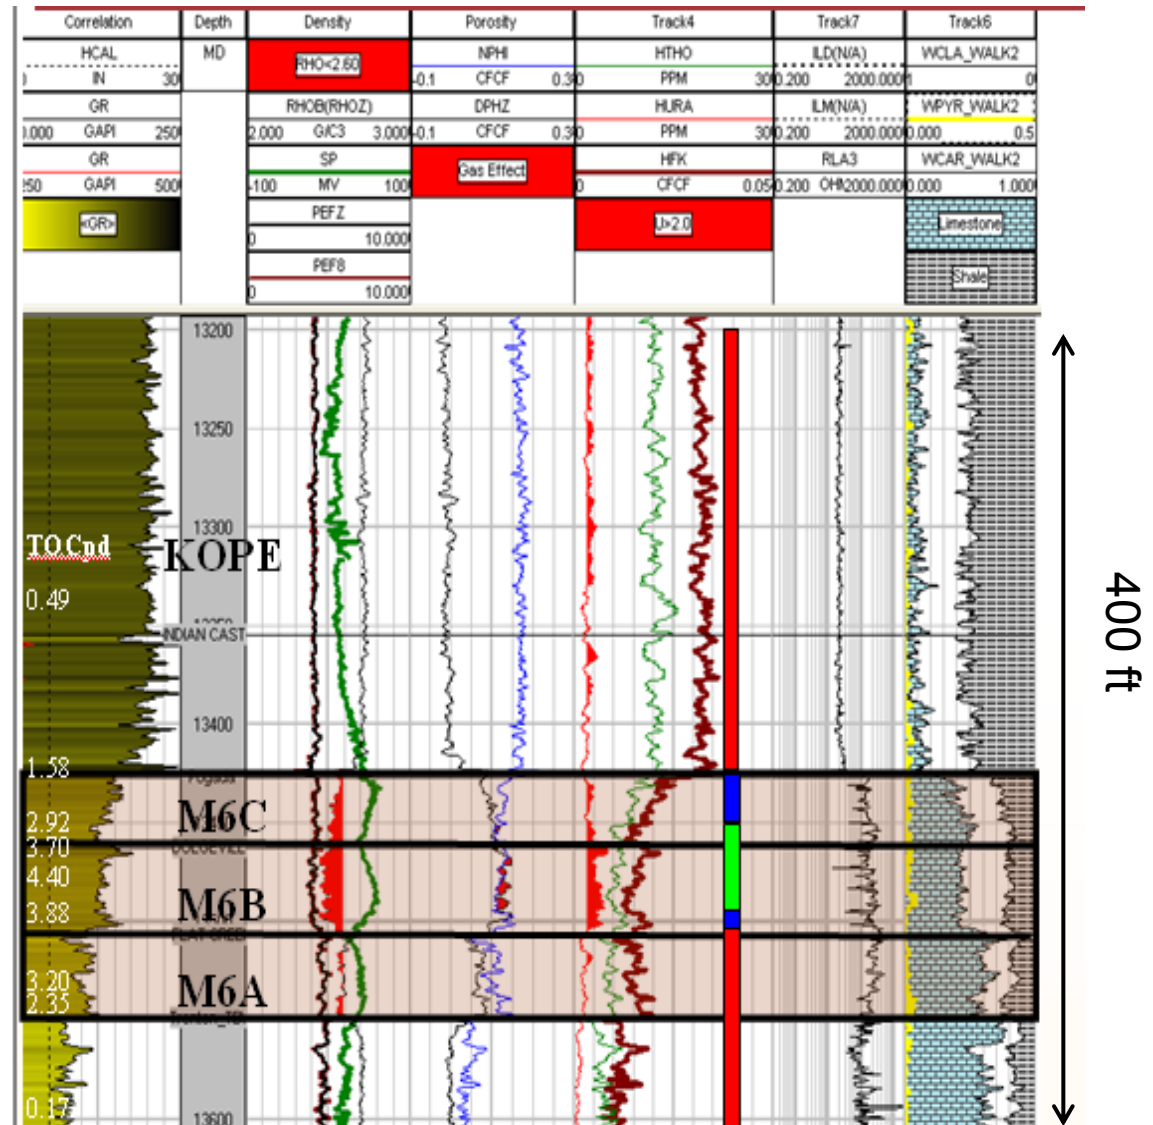 Correlation Depth Density Porosity Track4 Track7 Track6
HCAL MD RHO<2.60 NPHI HTHO ILD(N/A) WCLA_WALK2
IN 30 -0.1 CFCF 0.3 0 PPM 30 0.200 2000.000 1 0
GR RHOB(RHOZ) DPHZ HURA ILM(N/A) WPYR_WALK2
0.000 GAPI 250 2.000 G/C3 3.000 -0.1 CFCF 0.3 0 PPM 30 0.200 2000.000 0.000 0.5
GR SP Gas Effect HFK RLA3 WCAR_WALK2
250 GAPI 500 -100 MV 100 0 CFCF 0.05 0.200 2000.000 0.000 1.000
<GR> PEFZ U>2.0 Limestone
0 10.000
PEF8 Shale
0 10.000
13200
13250
13300
TOCpd KOPE
0.49
INDIAN CAST
400 ft
13400
1.58
M6C
2.92
3.70
4.40
M6B
3.88
3.20
M6A
2.35
0.17
13600